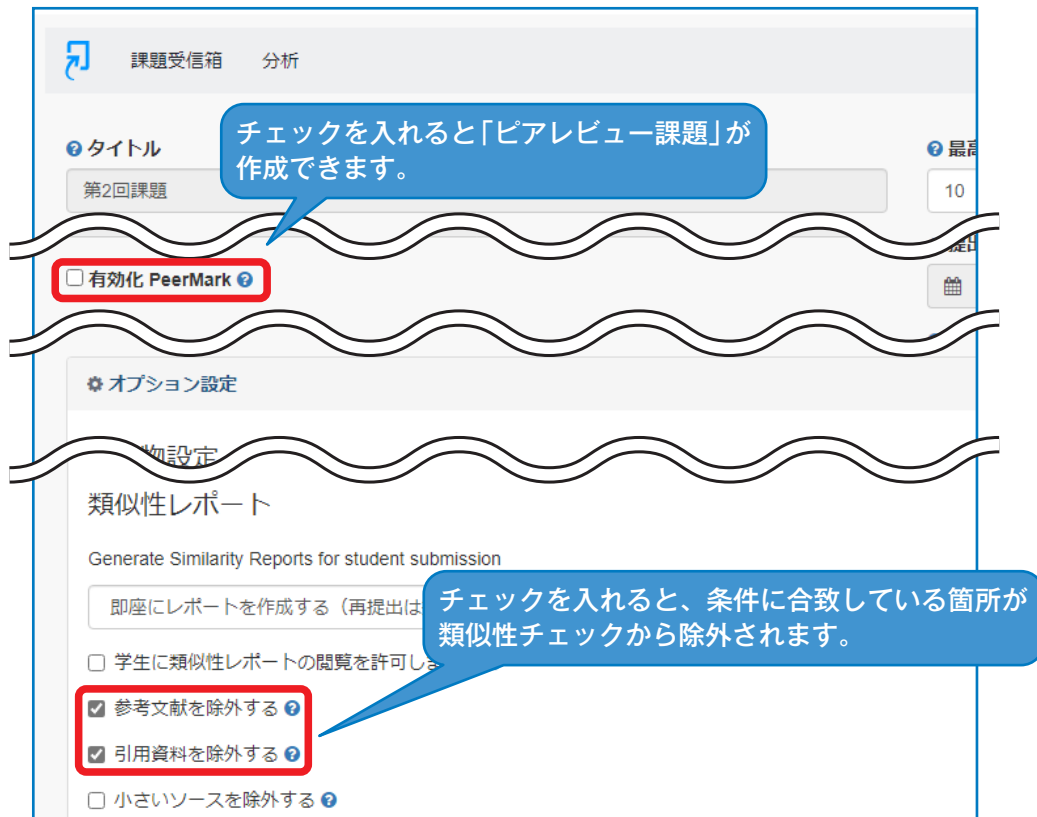 課題受信箱 分析
チェックを入れると「ピアレビュー課題」が
作成できます。
タイトル
最高
第2回課題
10
提出
有効化 PeerMark
オプション設定
物設定
類似性レポート
Generate Similarity Reports for student submission
即座にレポートを作成する（再提出は
チェックを入れると、条件に合致している箇所が
類似性チェックから除外されます。
学生に類似性レポートの閲覧を許可しま
参考文献を除外する
引用資料を除外する
小さいソースを除外する